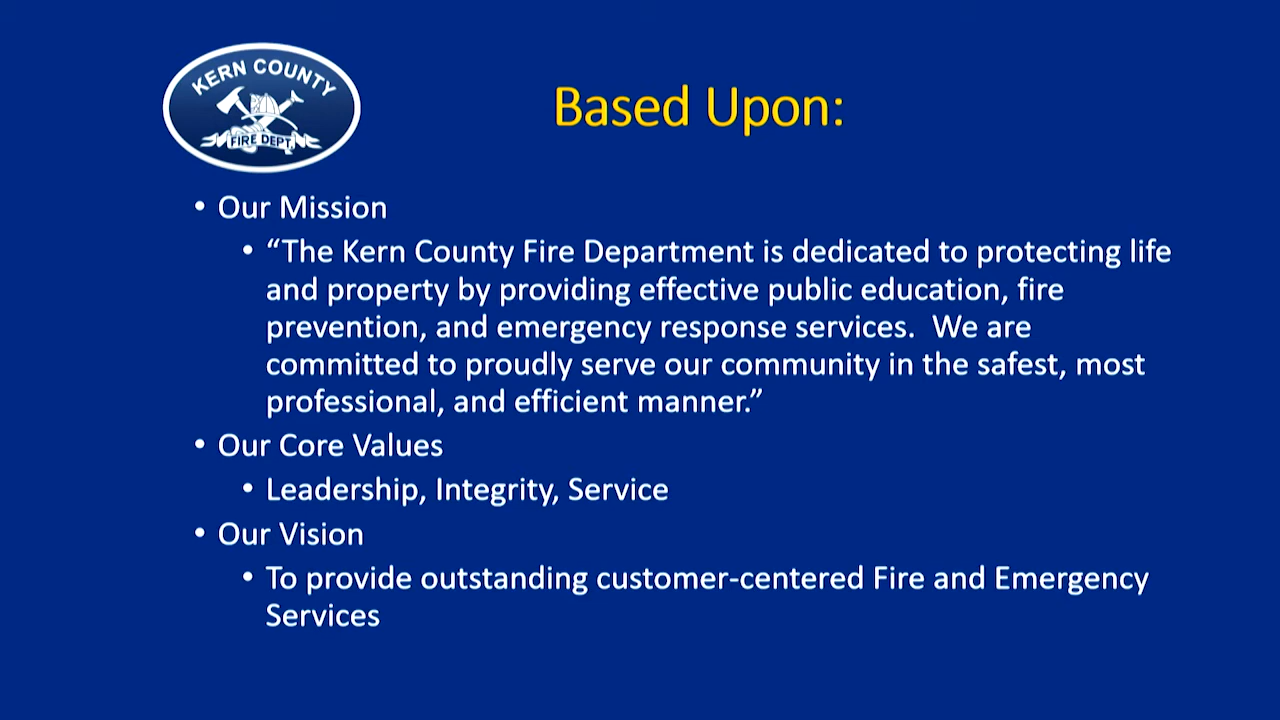 KERN COUNTY
FIRE DEPT.
Based Upon:
• Our Mission
• “The Kern County Fire Department is dedicated to protecting life
and property by providing effective public education, fire
prevention, and emergency response services.  We are
committed to proudly serve our community in the safest, most
professional, and efficient manner.”
• Our Core Values
• Leadership, Integrity, Service
• Our Vision
• To provide outstanding customer-centered Fire and Emergency
Services